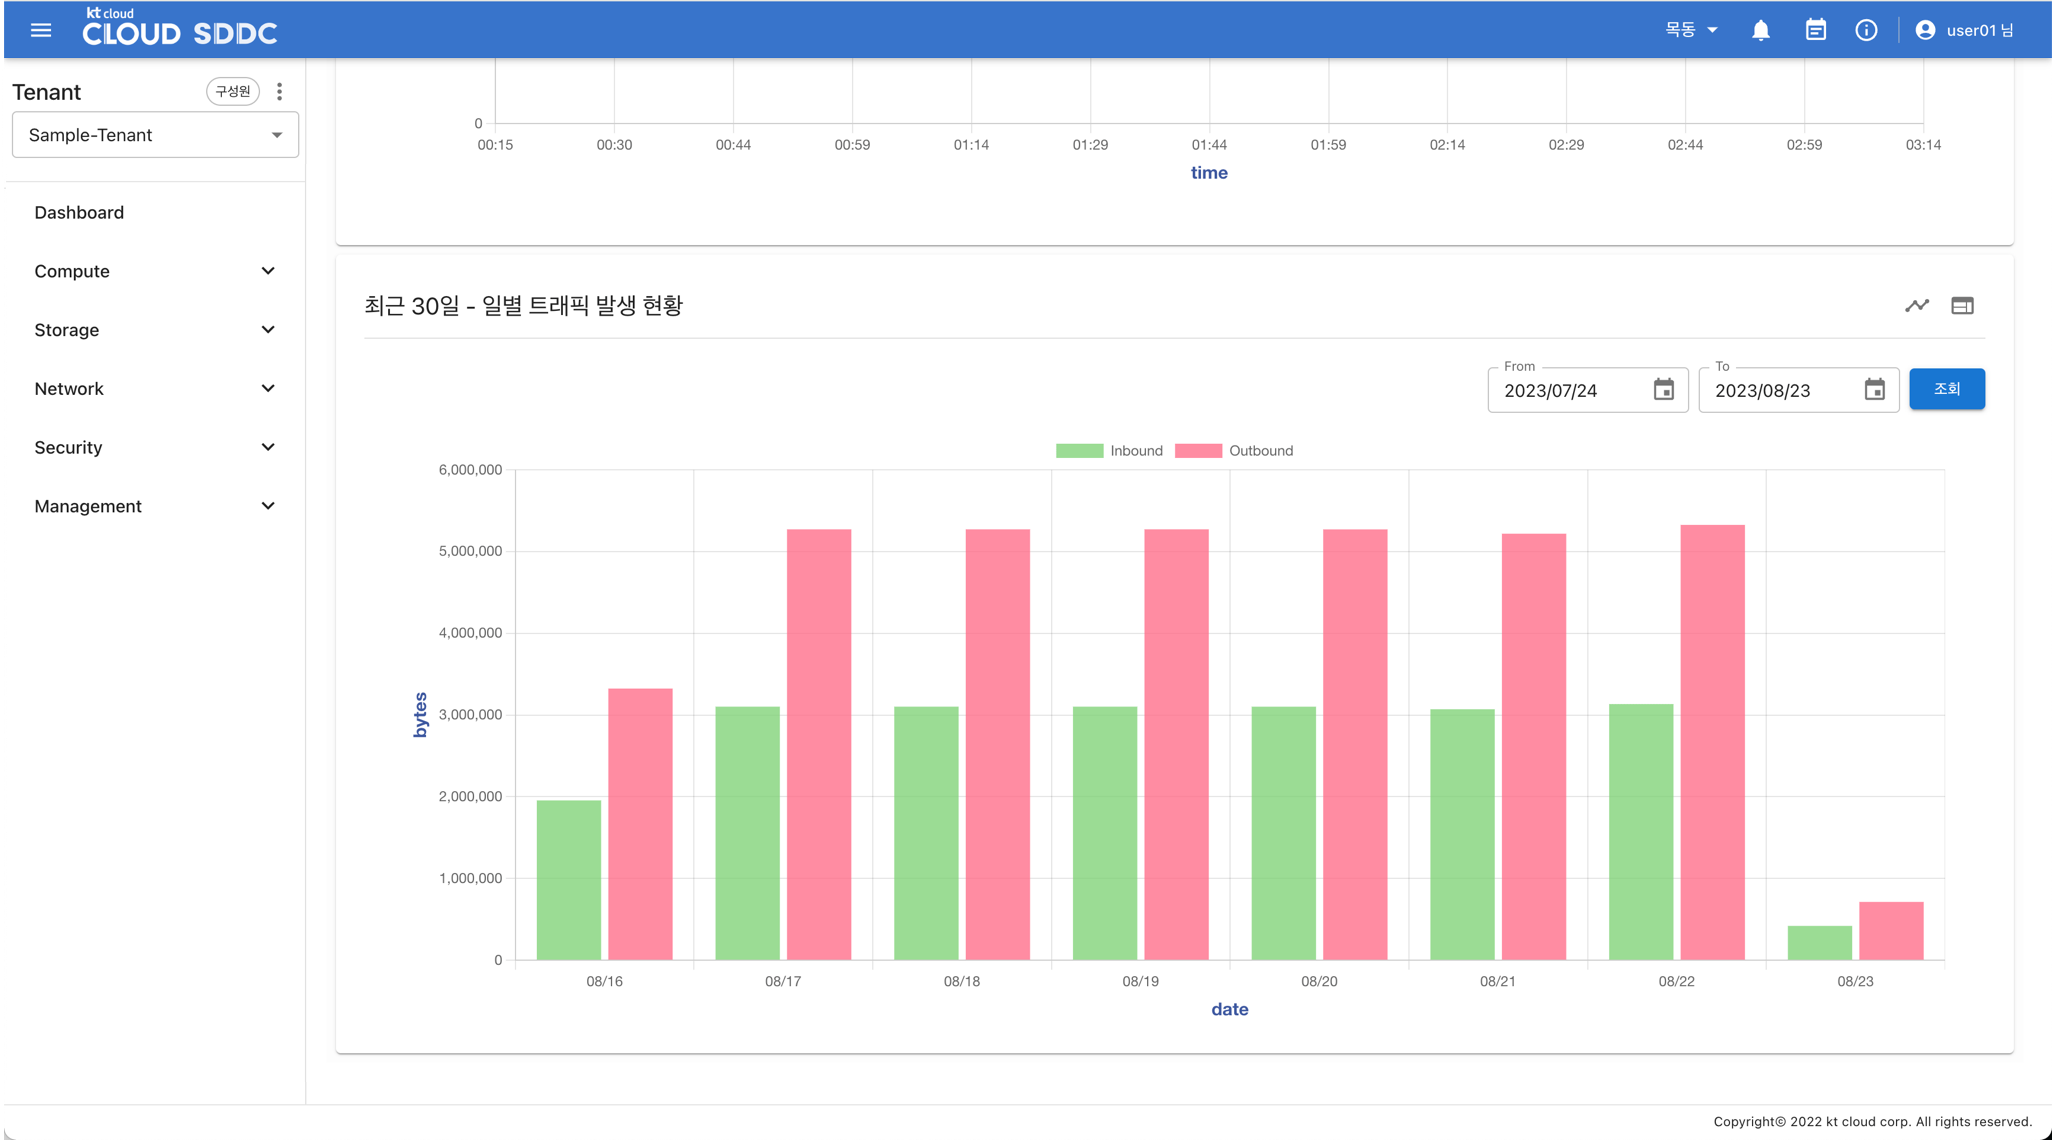 kt cloud
CLOUD SDDC
목동
user01 님
Tenant
구성원
Sample-Tenant
Dashboard
Compute
Storage
Network
Security
Management
0
00:15 00:30 00:44 00:59 01:14 01:29 01:44 01:59 02:14 02:29 02:44 02:59 03:14
time
최근 30일 - 일별 트래픽 발생 현황
From
2023/07/24
To
2023/08/23
조회
Inbound Outbound
6,000,000
5,000,000
4,000,000
3,000,000
2,000,000
1,000,000
0
bytes
08/16 08/17 08/18 08/19 08/20 08/21 08/22 08/23
date
Copyright© 2022 kt cloud corp. All rights reserved.